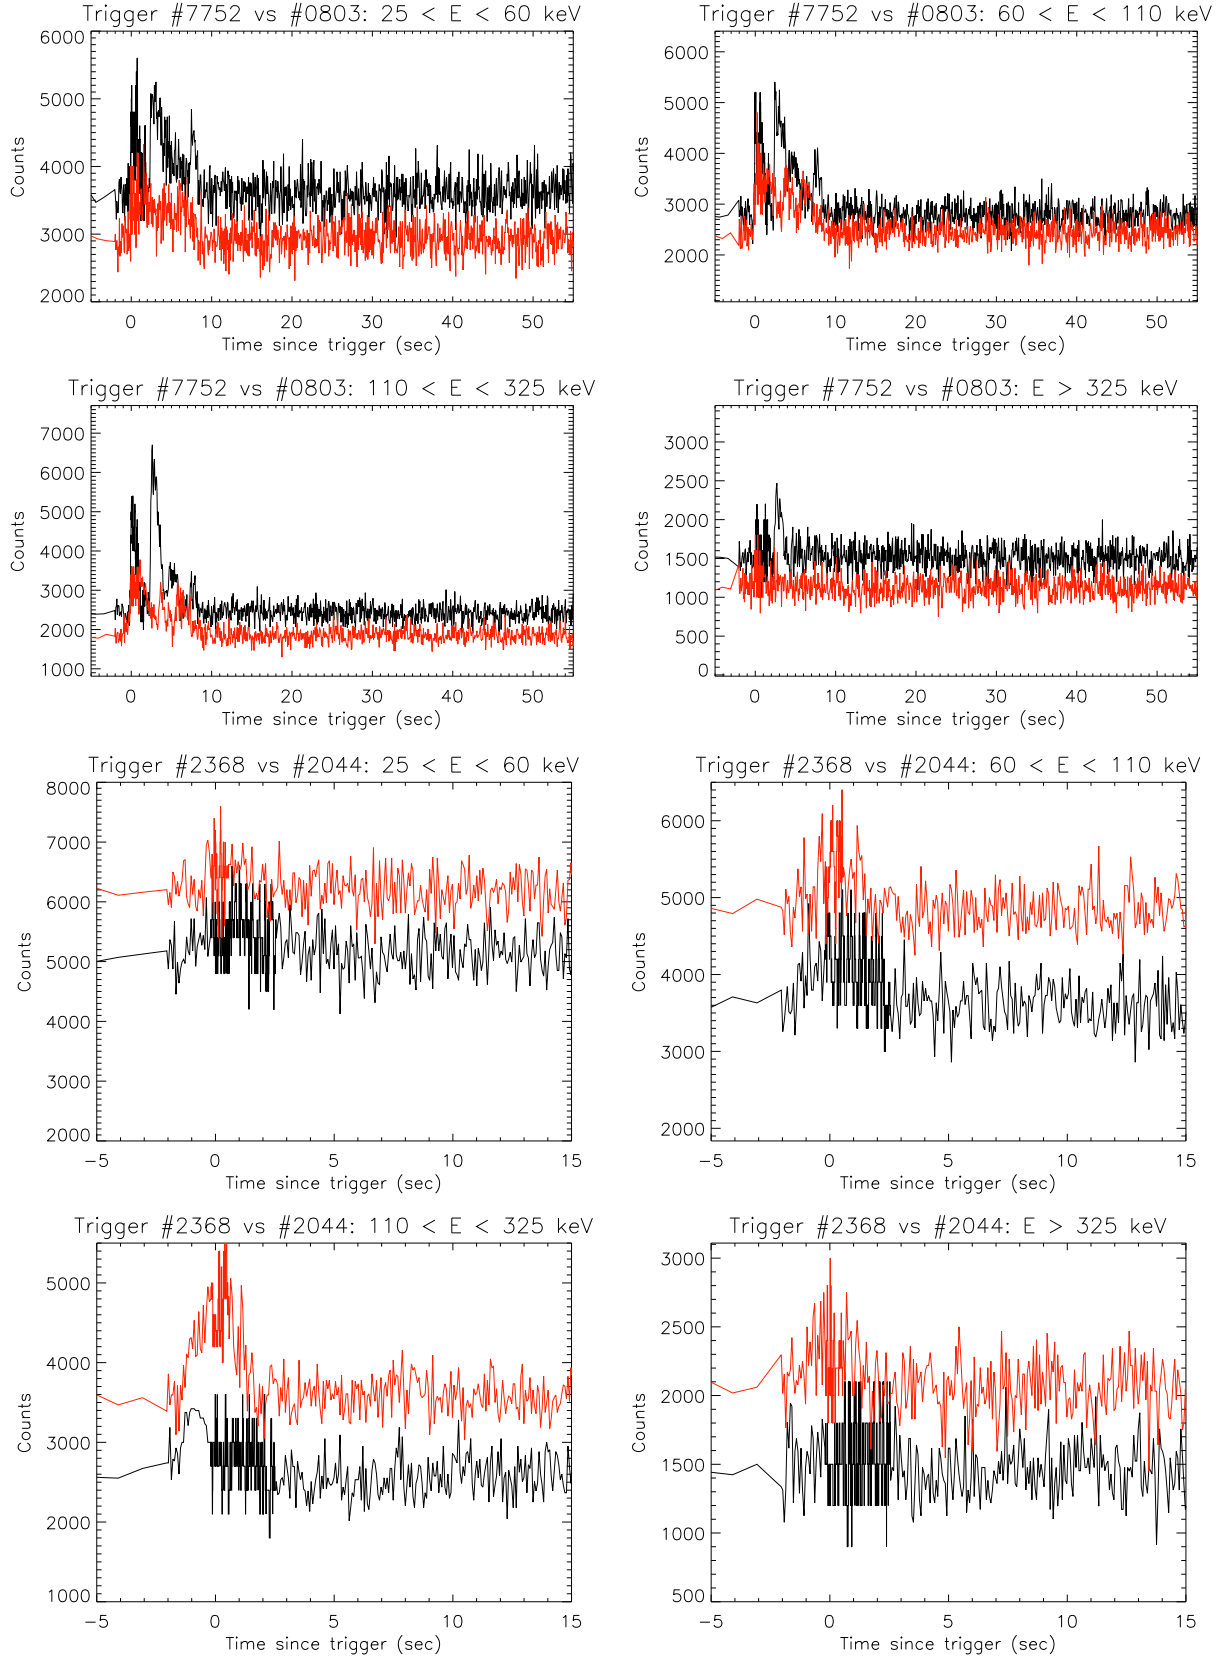 Trigger #7752 vs #0803: 25 < E < 60 keV
6000
5000
4000
3000
2000
Counts
0 10 20 30 40 50
Time since trigger (sec)
Trigger #7752 vs #0803: 60 < E < 110 keV
6000
5000
4000
3000
2000
Counts
0 10 20 30 40 50
Time since trigger (sec)
Trigger #7752 vs #0803: 110 < E < 325 keV
7000
6000
5000
4000
3000
2000
1000
Counts
0 10 20 30 40 50
Time since trigger (sec)
Trigger #7752 vs #0803: E > 325 keV
3000
2500
2000
1500
1000
500
0
Counts
0 10 20 30 40 50
Time since trigger (sec)
Trigger #2368 vs #2044: 25 < E < 60 keV
8000
7000
6000
5000
4000
3000
2000
Counts
-5 0 5 10 15
Time since trigger (sec)
Trigger #2368 vs #2044: 60 < E < 110 keV
6000
5000
4000
3000
2000
Counts
-5 0 5 10 15
Time since trigger (sec)
Trigger #2368 vs #2044: 110 < E < 325 keV
5000
4000
3000
2000
1000
Counts
-5 0 5 10 15
Time since trigger (sec)
Trigger #2368 vs #2044: E > 325 keV
3000
2500
2000
1500
1000
500
Counts
-5 0 5 10 15
Time since trigger (sec)